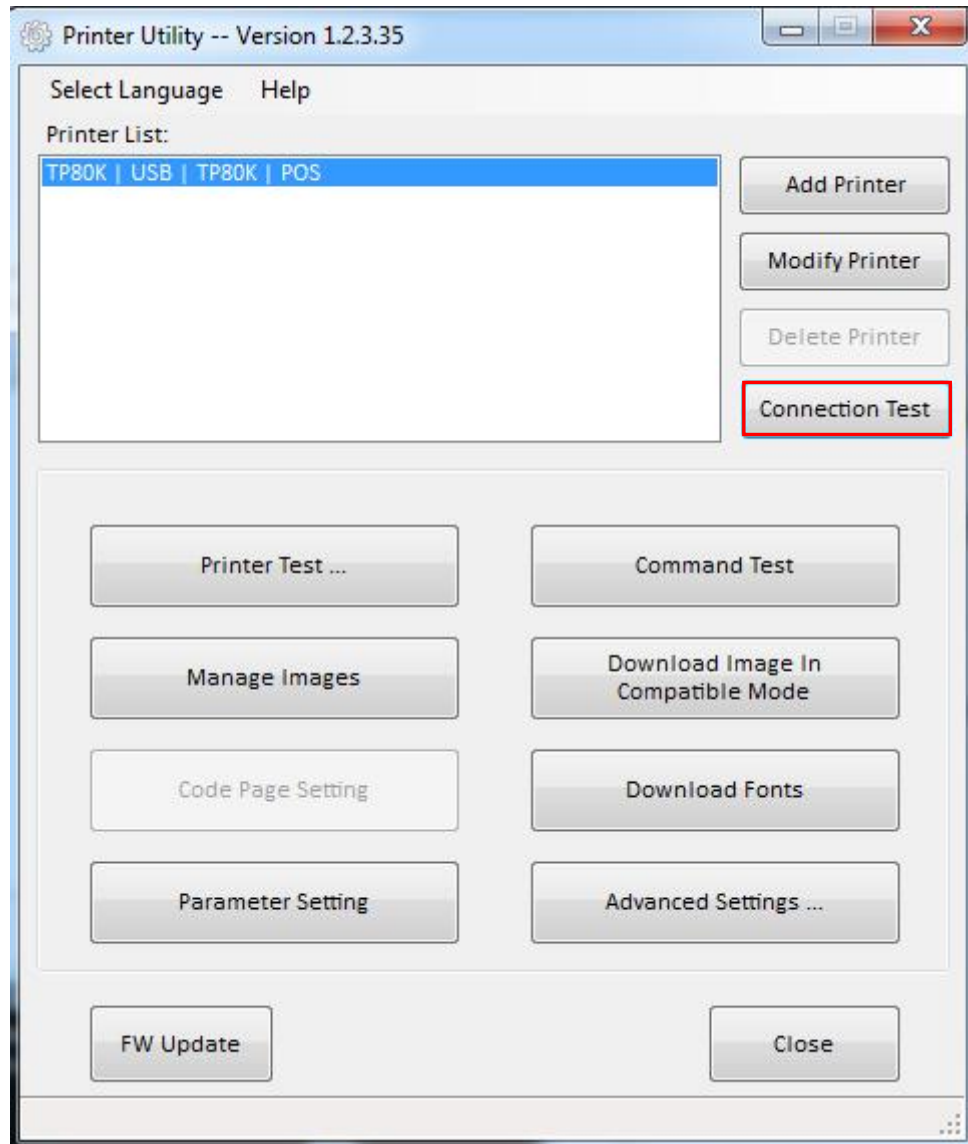 Printer Utility -- Version 1.2.3.35
Select Language Help
Printer List:
TP80K | USB | TP80K | POS
Add Printer
Modify Printer
Delete Printer
Connection Test
Printer Test ...
Command Test
Manage Images
Download Image In
Compatible Mode
Code Page Setting
Download Fonts
Parameter Setting
Advanced Settings ...
FW Update
Close